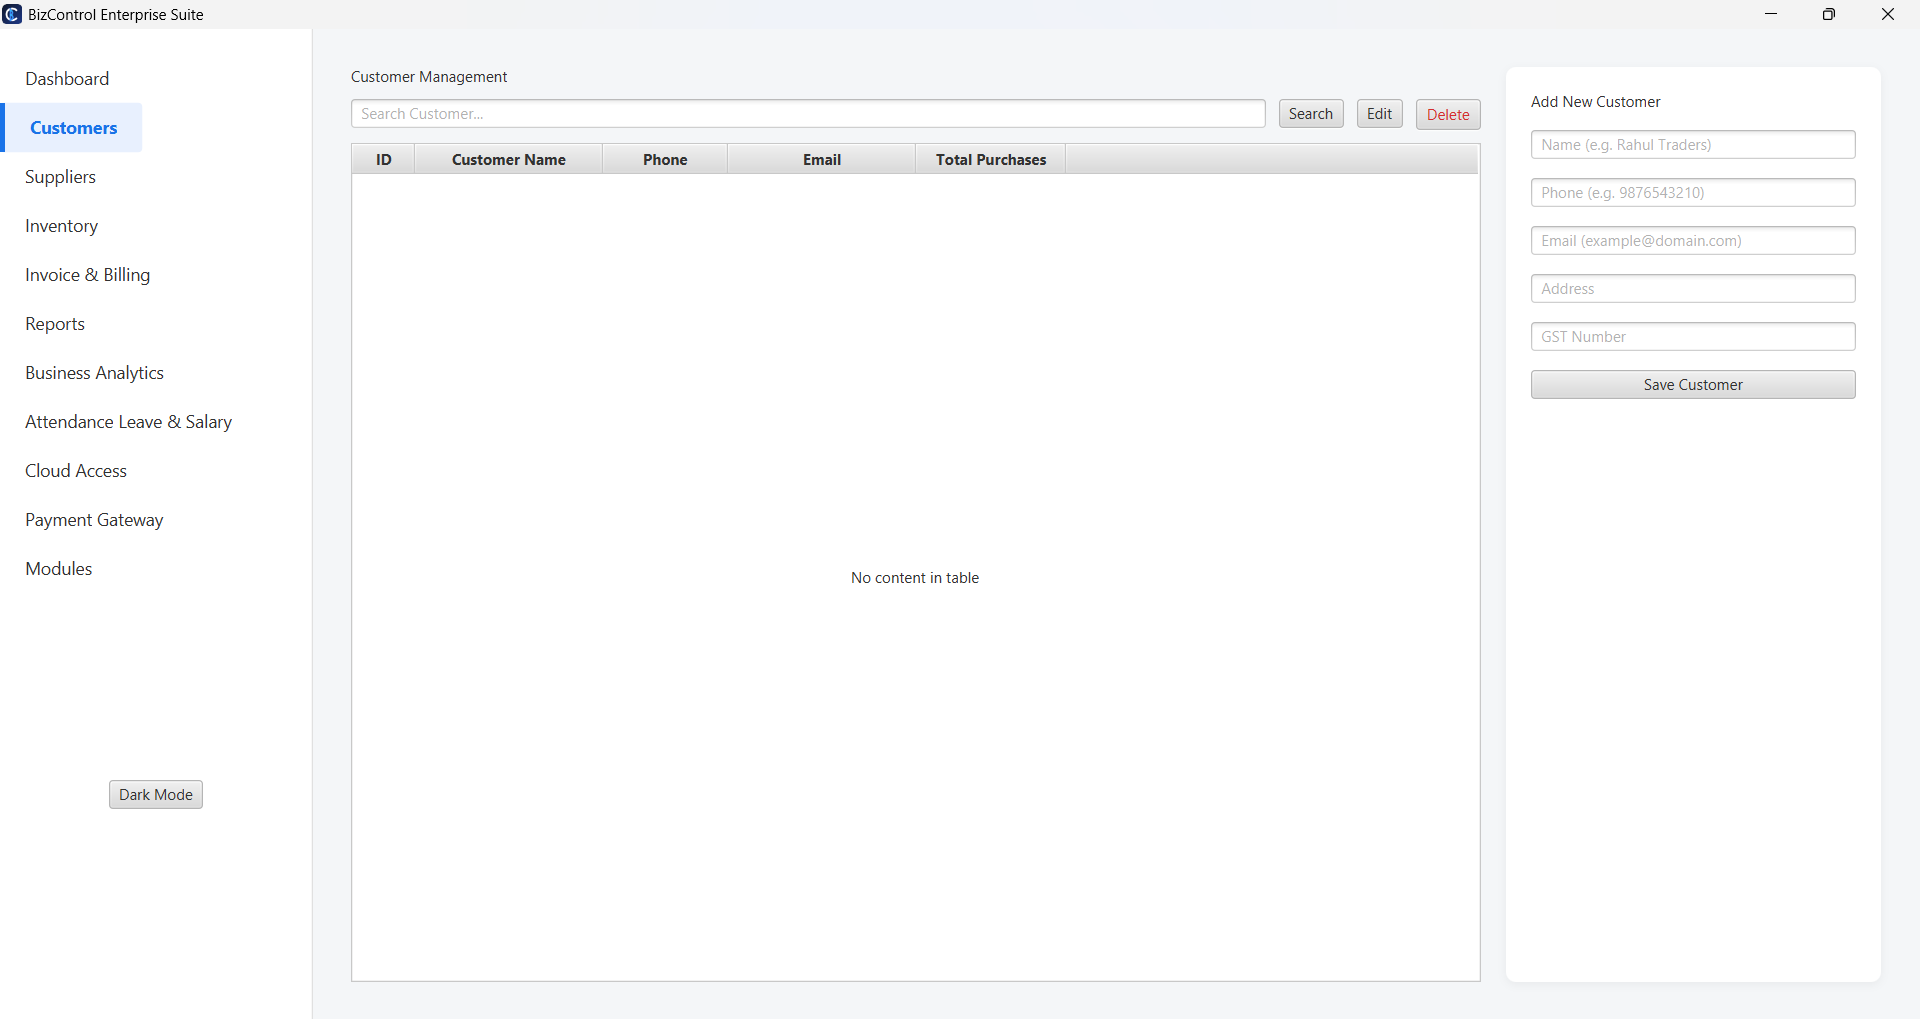 BizControl Enterprise Suite
Dashboard
Customers
Suppliers
Inventory
Invoice & Billing
Reports
Business Analytics
Attendance Leave & Salary
Cloud Access
Payment Gateway
Modules
Dark Mode
Customer Management
Search Customer...
Search
Edit
Delete
ID
Customer Name
Phone
Email
Total Purchases
No content in table
Add New Customer
Name (e.g. Rahul Traders)
Phone (e.g. 9876543210)
Email (example@domain.com)
Address
GST Number
Save Customer